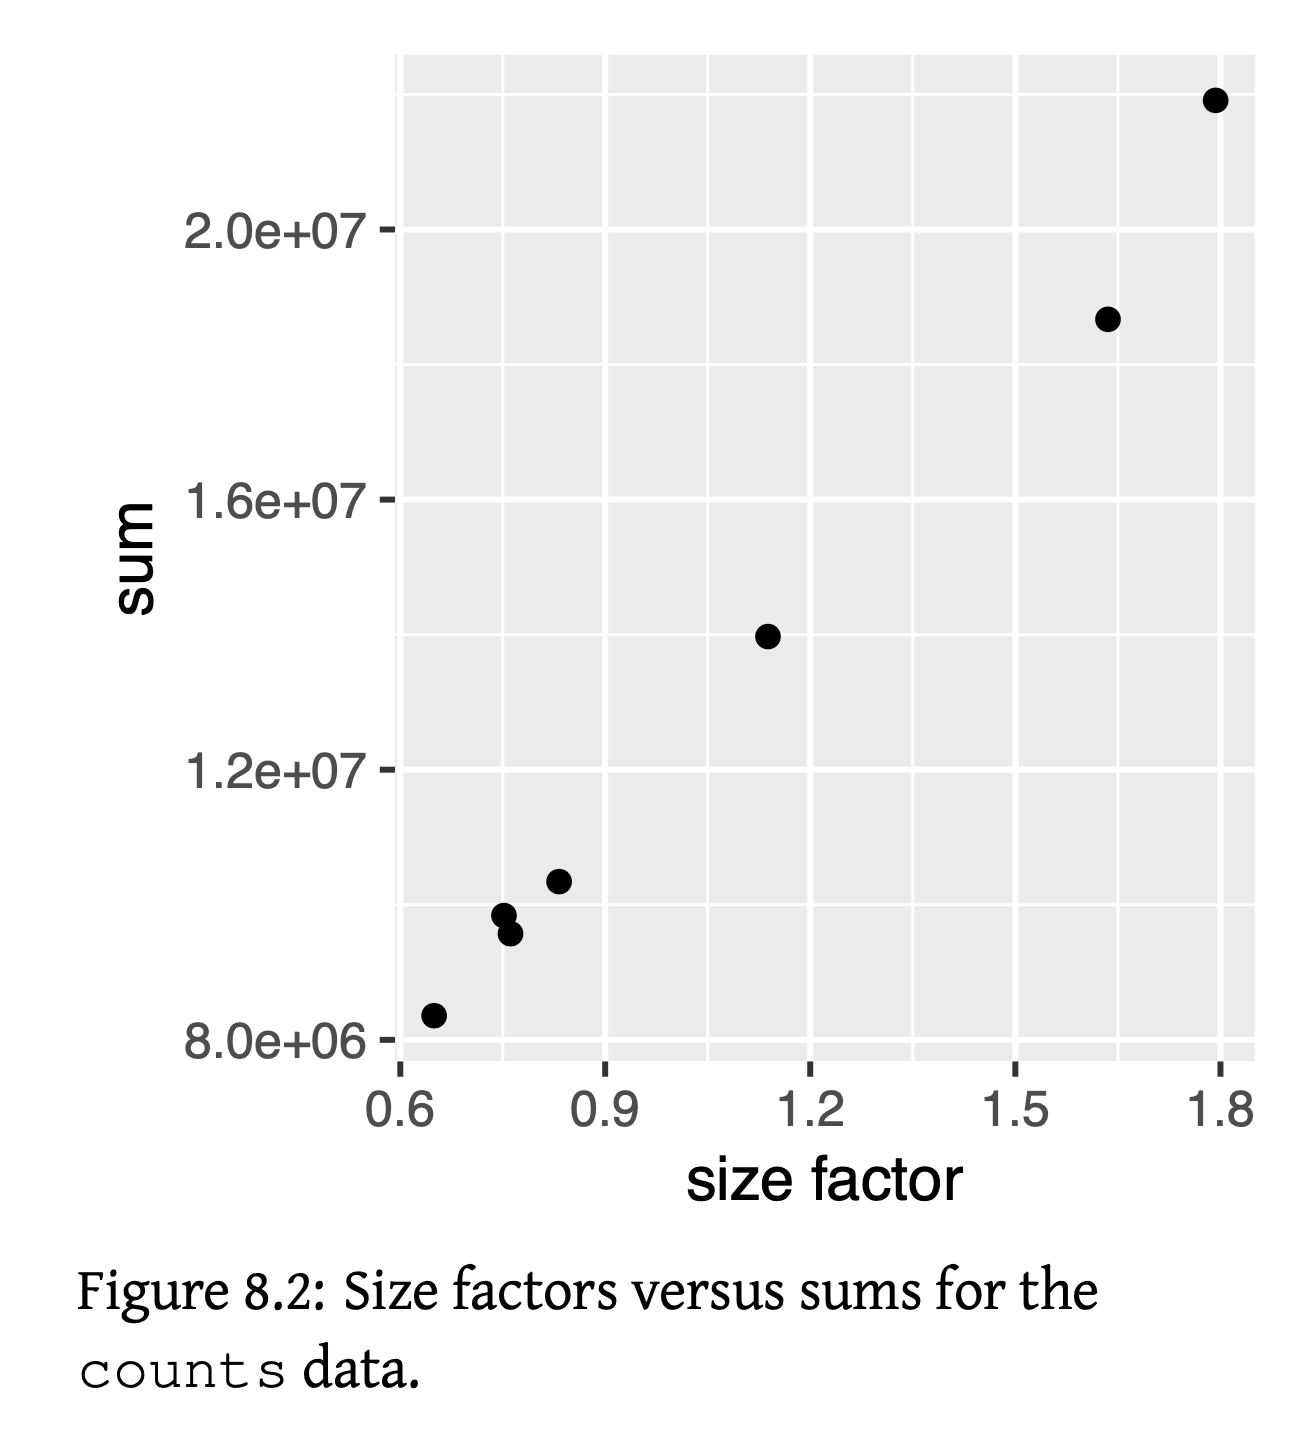 2.0e+07
1.6e+07
1.2e+07
8.0e+06
sum
0.6 0.9 1.2 1.5 1.8
size factor
Figure 8.2: Size factors versus sums for the
counts data.